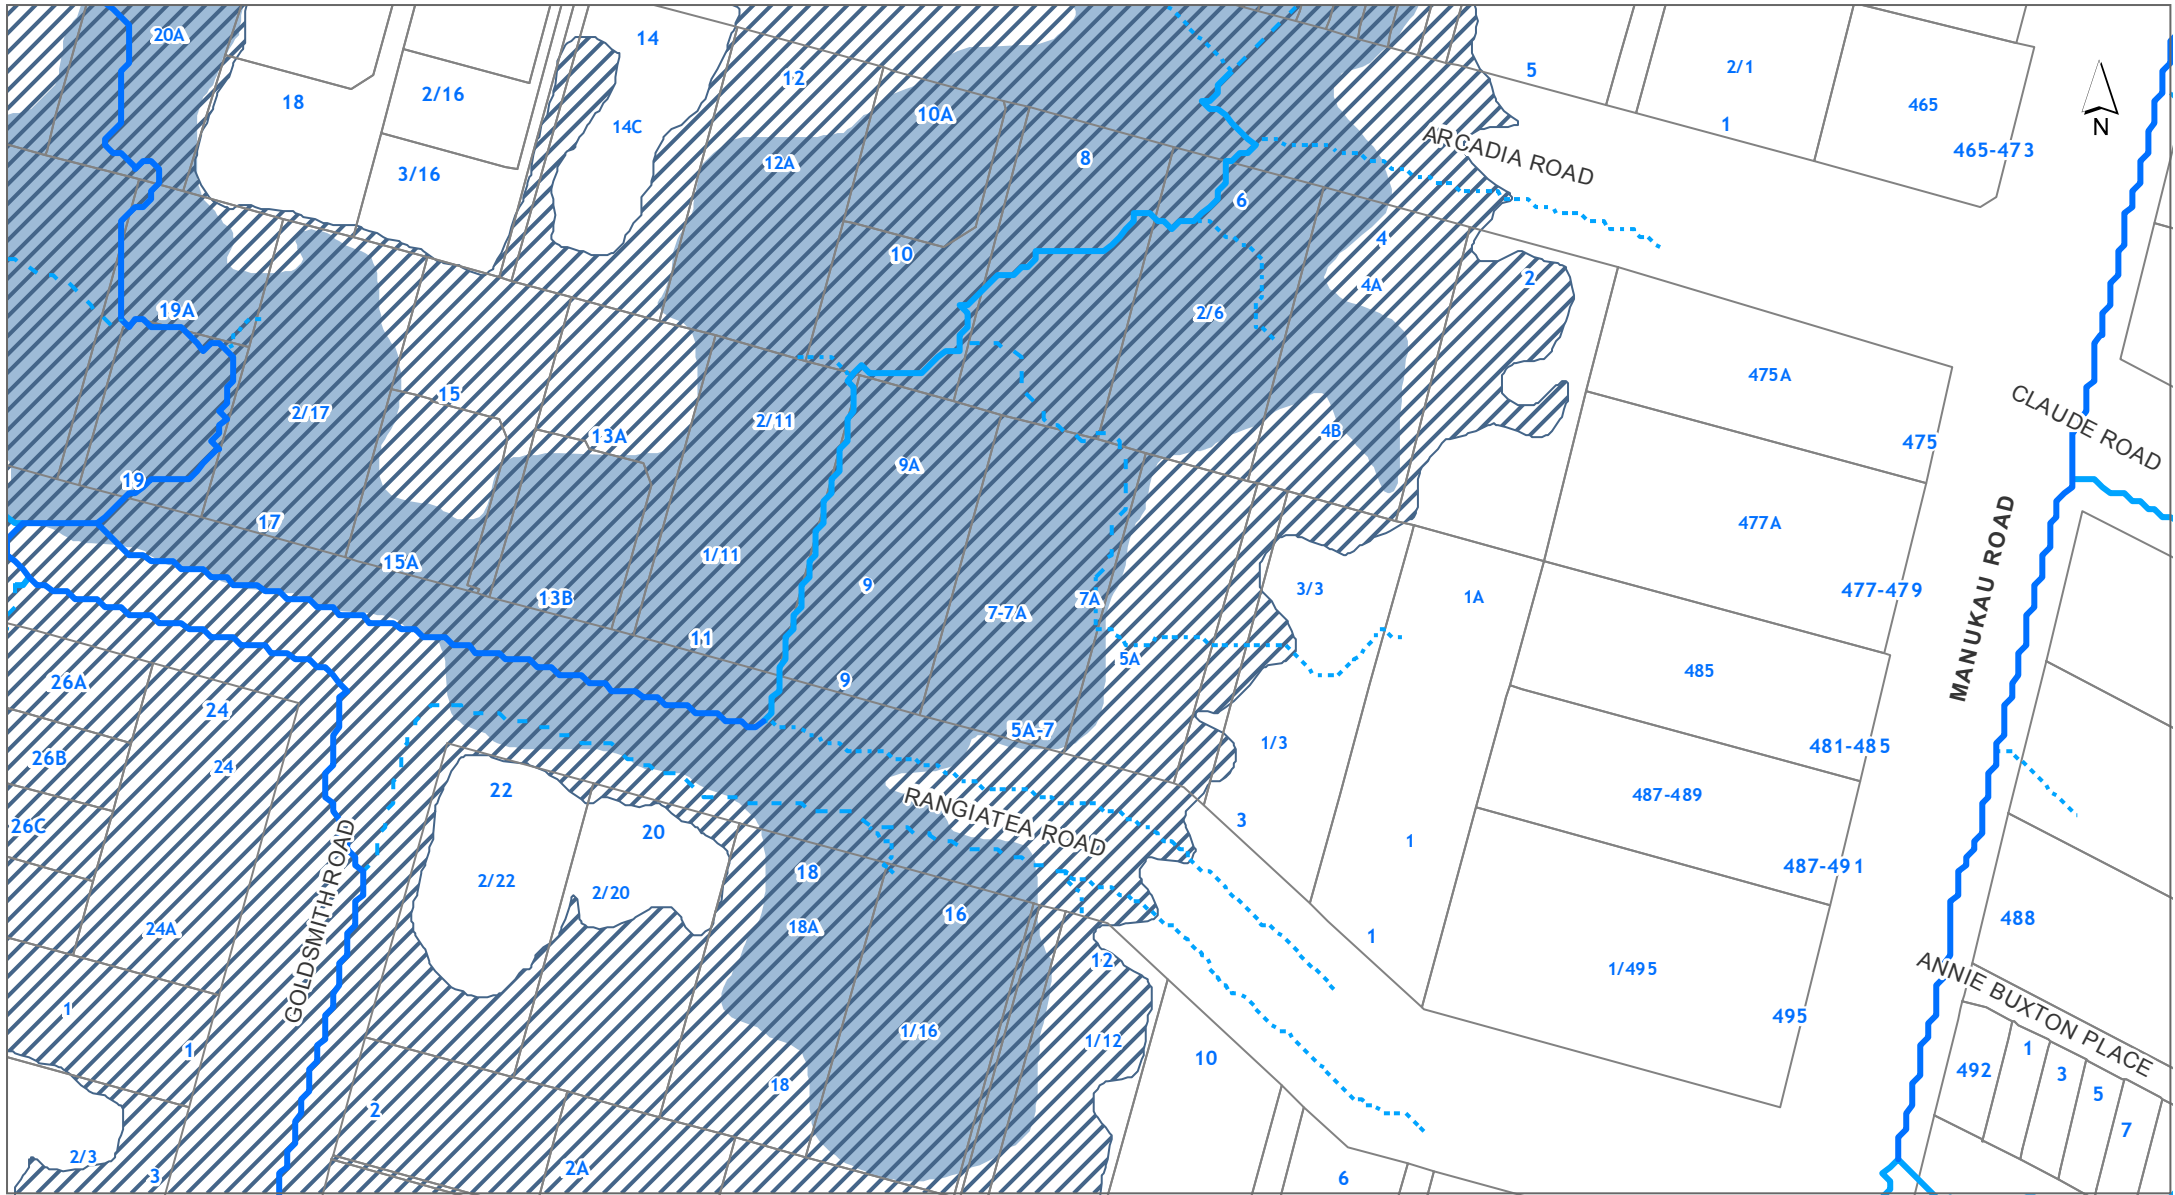 20A
14
18
2/16
3/16
14C
12
12A
10A
8
10
6
4
4A
2/6
2
5
2/1
1
465
465-473
N
ARCADIA ROAD
19A
2/17
15
13A
2/11
9A
4B
475A
475
CLAUDE ROAD
19
17
15A
13B
1/11
9
7-7A
7A
11
9
5A
5A-7
3/3
1A
477A
477-479
MANUKAU ROAD
485
481-485
26A
24
26B
24
26C
24A
22
20
2/22
2/20
18
18A
16
RANGIATEA ROAD
GOLDSMITH ROAD
1/3
3
1
1
487-489
487-491
1/495
495
488
ANNIE BUXTON PLACE
492
1
3
5
7
1
1
2/3
3
2
2A
18
1/16
12
1/12
10
6